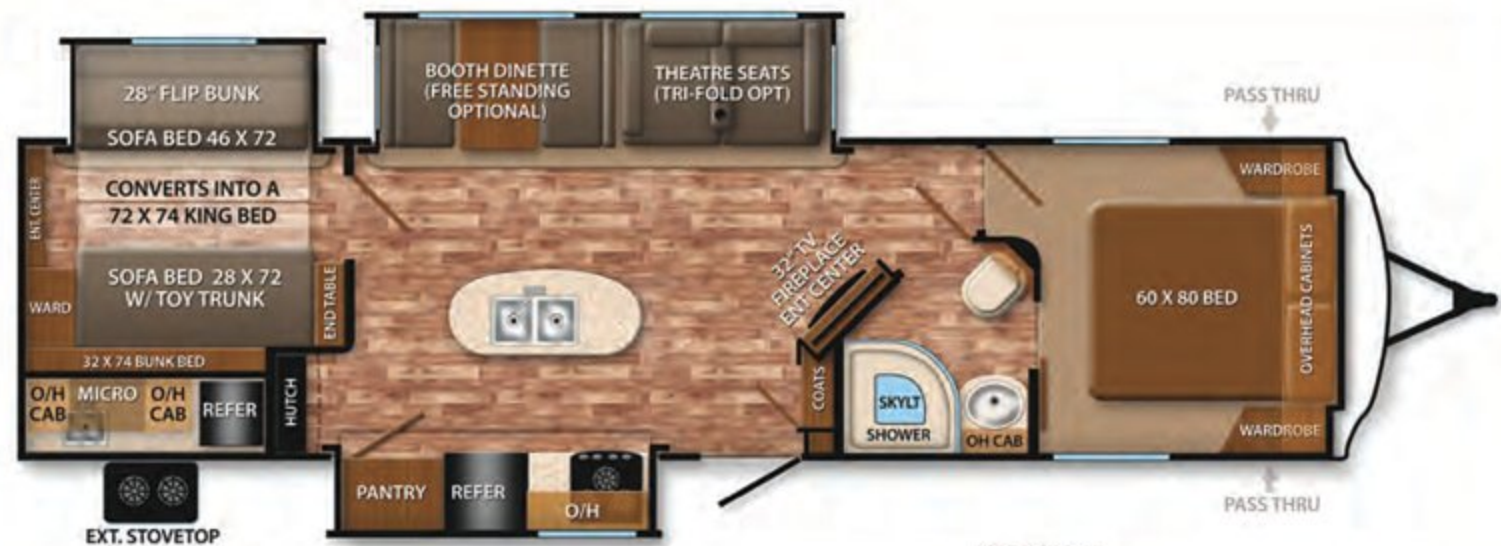 28" FLIP BUNK
SOFA BED 46 X 72
CONVERTS INTO A
72 X 74 KING BED
ENT. CENTER
SOFA BED 28 X 72
W/ TOY TRUNK
END TABLE
WARD
32 X 74 BUNK BED
O/H
CAB
MICRO
O/H
CAB
REFER
HUTCH
EXT. STOVETOP
BOOTH DINETTE
(FREE STANDING
OPTIONAL)
THEATRE SEATS
(TRI-FOLD OPT)
32" TV
FIREPLACE
ENT CENTER
PANTRY
REFER
O/H
COATS
SKYLT
SHOWER
OH CAB
PASS THRU
WARDROBE
60 X 80 BED
OVERHEAD CABINETS
WARDROBE
PASS THRU